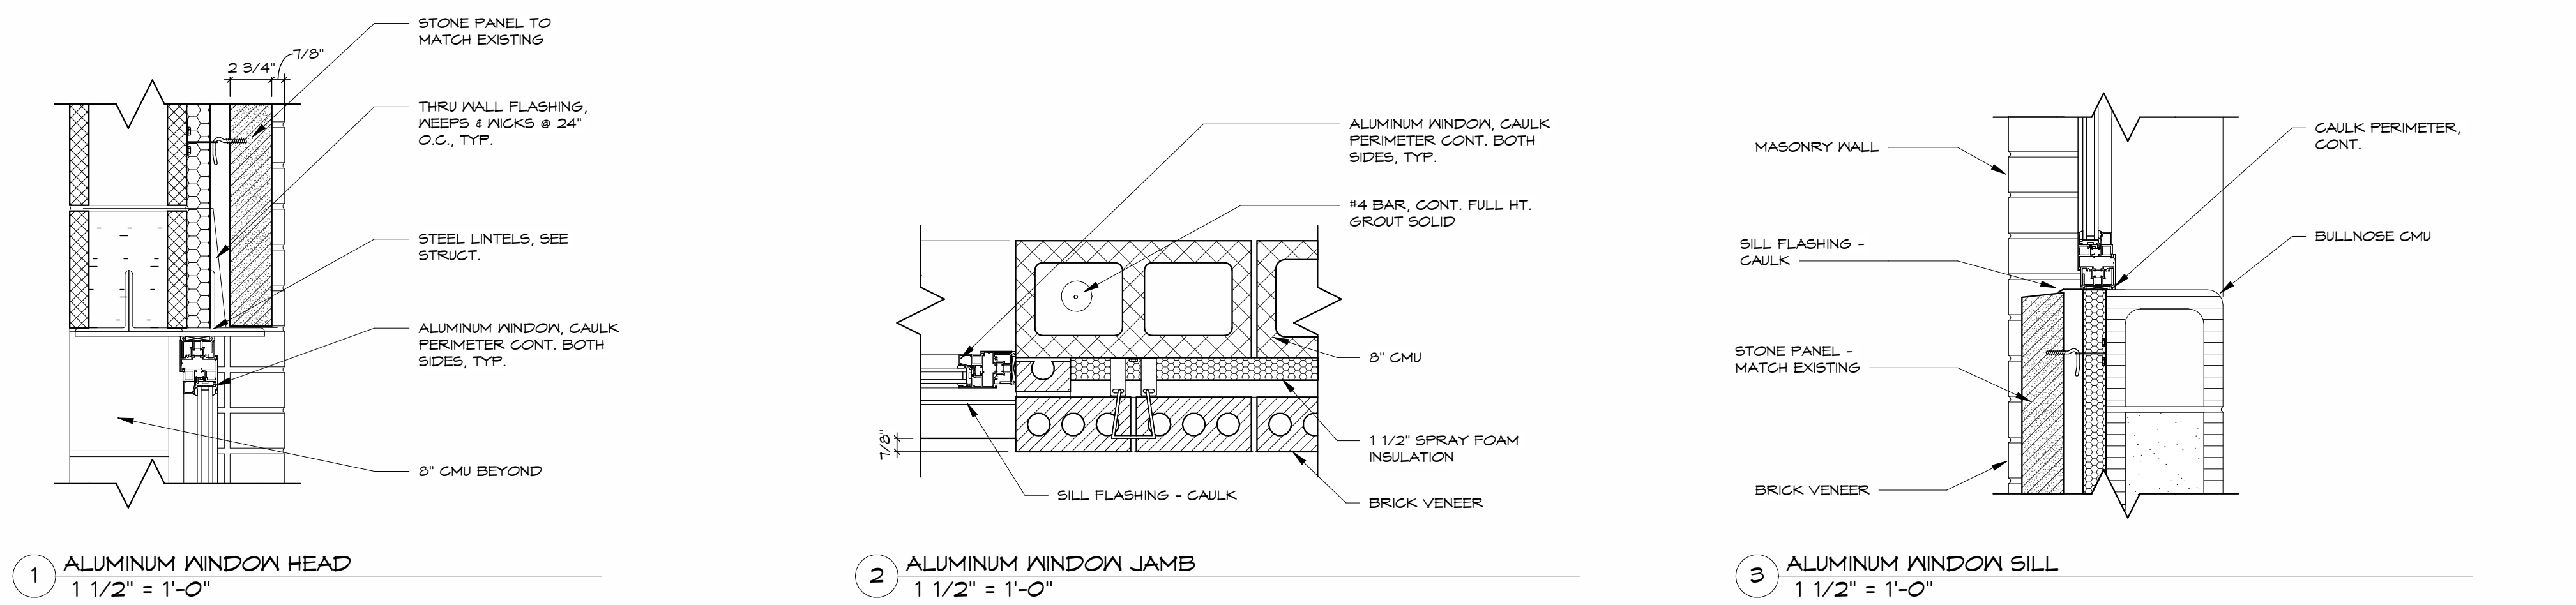 STONE PANEL TO
MATCH EXISTING
7/8"
2 3/4"
THRU WALL FLASHING,
WEEPS & WICKS @ 24"
O.C., TYP.
STEEL LINTELS, SEE
STRUCT.
ALUMINUM WINDOW, CAULK
PERIMETER CONT. BOTH
SIDES, TYP.
8" CMU BEYOND
1
ALUMINUM WINDOW HEAD
1 1/2" = 1'-0"
ALUMINUM WINDOW, CAULK
PERIMETER CONT. BOTH
SIDES, TYP.
#4 BAR, CONT. FULL HT.
GROUT SOLID
8" CMU
1 1/2" SPRAY FOAM
INSULATION
7/8"
SILL FLASHING - CAULK
BRICK VENEER
2
ALUMINUM WINDOW JAMB
1 1/2" = 1'-0"
MASONRY WALL
SILL FLASHING -
CAULK
STONE PANEL -
MATCH EXISTING
BRICK VENEER
CAULK PERIMETER,
CONT.
BULLNOSE CMU
3
ALUMINUM WINDOW SILL
1 1/2" = 1'-0"